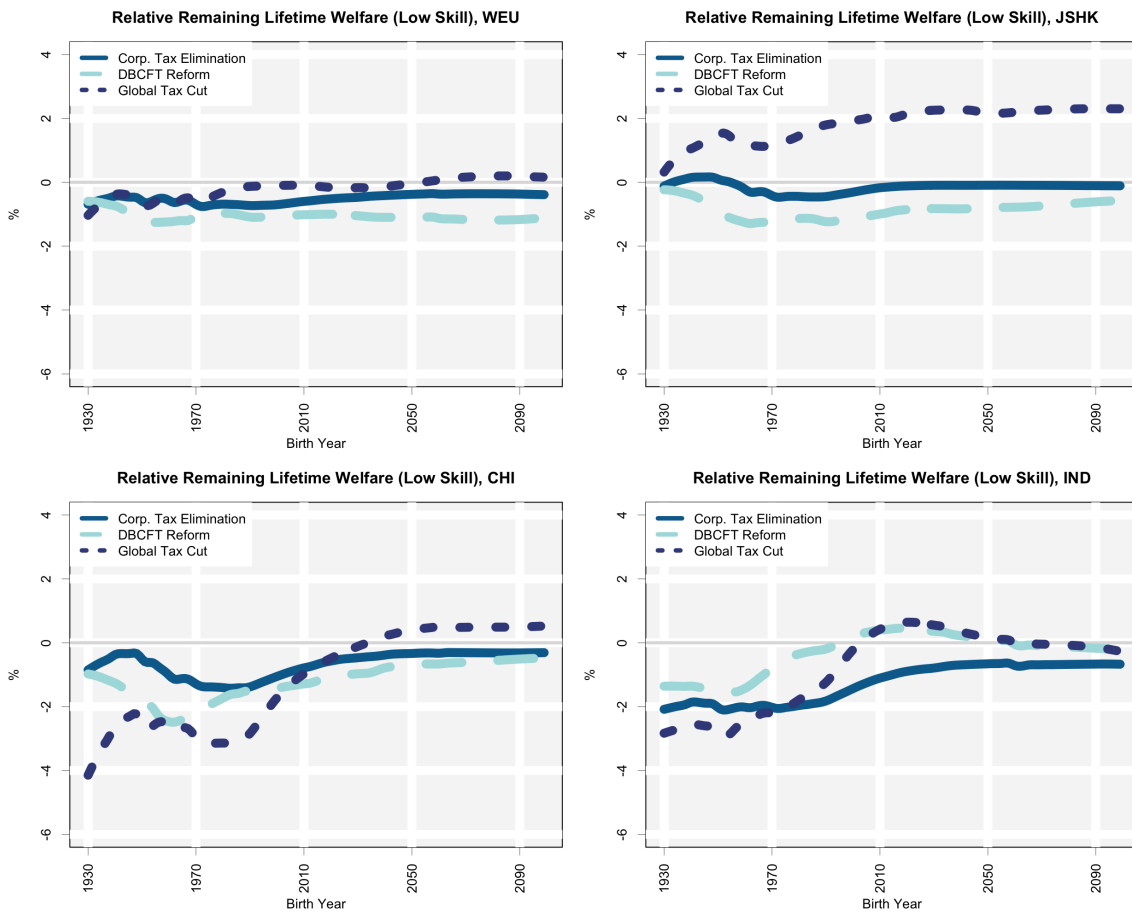 Relative Remaining Lifetime Welfare (Low Skill), WEU
Corp. Tax Elimination
DBCFT Reform
Global Tax Cut
4
2
0
-2
-4
-6
%
1930
1970
2010
2050
2090
Birth Year
Relative Remaining Lifetime Welfare (Low Skill), JSHK
Corp. Tax Elimination
DBCFT Reform
Global Tax Cut
4
2
0
-2
-4
-6
%
1930
1970
2010
2050
2090
Birth Year
Relative Remaining Lifetime Welfare (Low Skill), CHI
Corp. Tax Elimination
DBCFT Reform
Global Tax Cut
4
2
0
-2
-4
-6
%
1930
1970
2010
2050
2090
Birth Year
Relative Remaining Lifetime Welfare (Low Skill), IND
Corp. Tax Elimination
DBCFT Reform
Global Tax Cut
4
2
0
-2
-4
-6
%
1930
1970
2010
2050
2090
Birth Year